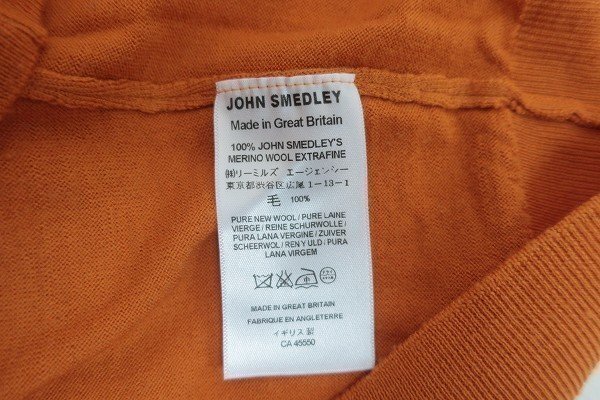 JOHN SMEDLEY
Made in Great Britain
100% JOHN SMEDLEY'S
MERINO WOOL EXTRAFINE
㈱リーミルズ エージェンシー
東京都渋谷区広尾 1-13-1
毛 100%
PURE NEW WOOL / PURE LAINE
VIERGE / REINE SCHURWOLLE /
PURA LANA VERGINE / ZUIVER
SCHEERWOL / REN Y ULD / PURA
LANA VIRGEM
MADE IN GREAT BRITAIN
FABRIQUE EN ANGLETERRE
イギリス製
CA 45550